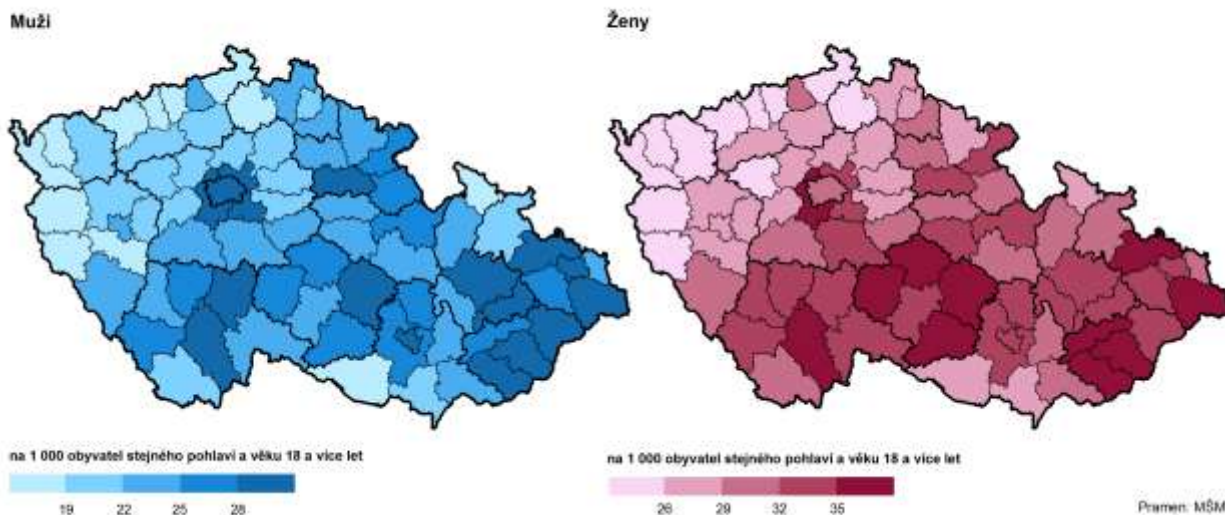 Muži
Ženy
na 1 000 obyvatel stejného pohlaví a věku 18 a více let
19 22 25 28
na 1 000 obyvatel stejného pohlaví a věku 18 a více let
26 29 32 35
Pramen: MŠM